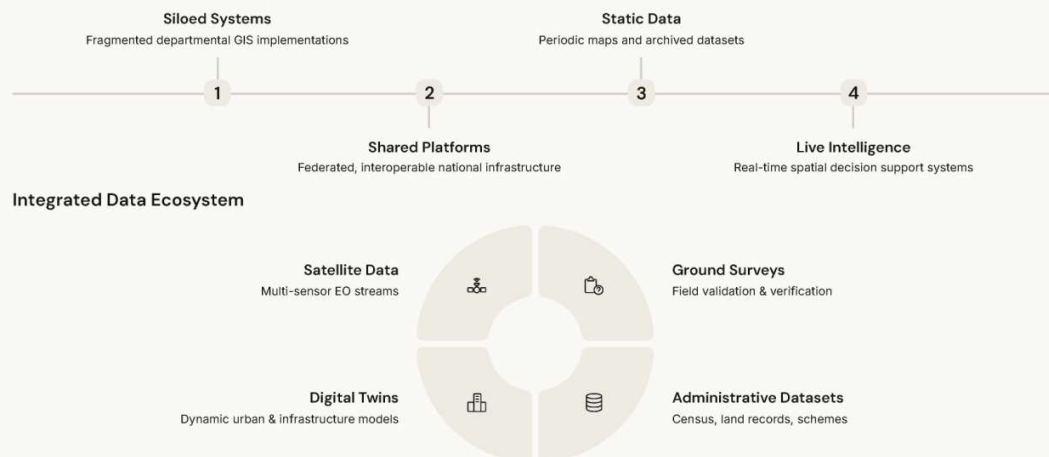 Siloed Systems
Fragmented departmental GIS implementations
Static Data
Periodic maps and archived datasets
1
2
3
4
Shared Platforms
Federated, interoperable national infrastructure
Live Intelligence
Real-time spatial decision support systems
Integrated Data Ecosystem
Satellite Data
Multi-sensor EO streams
Ground Surveys
Field validation & verification
Digital Twins
Dynamic urban & infrastructure models
Administrative Datasets
Census, land records, schemes